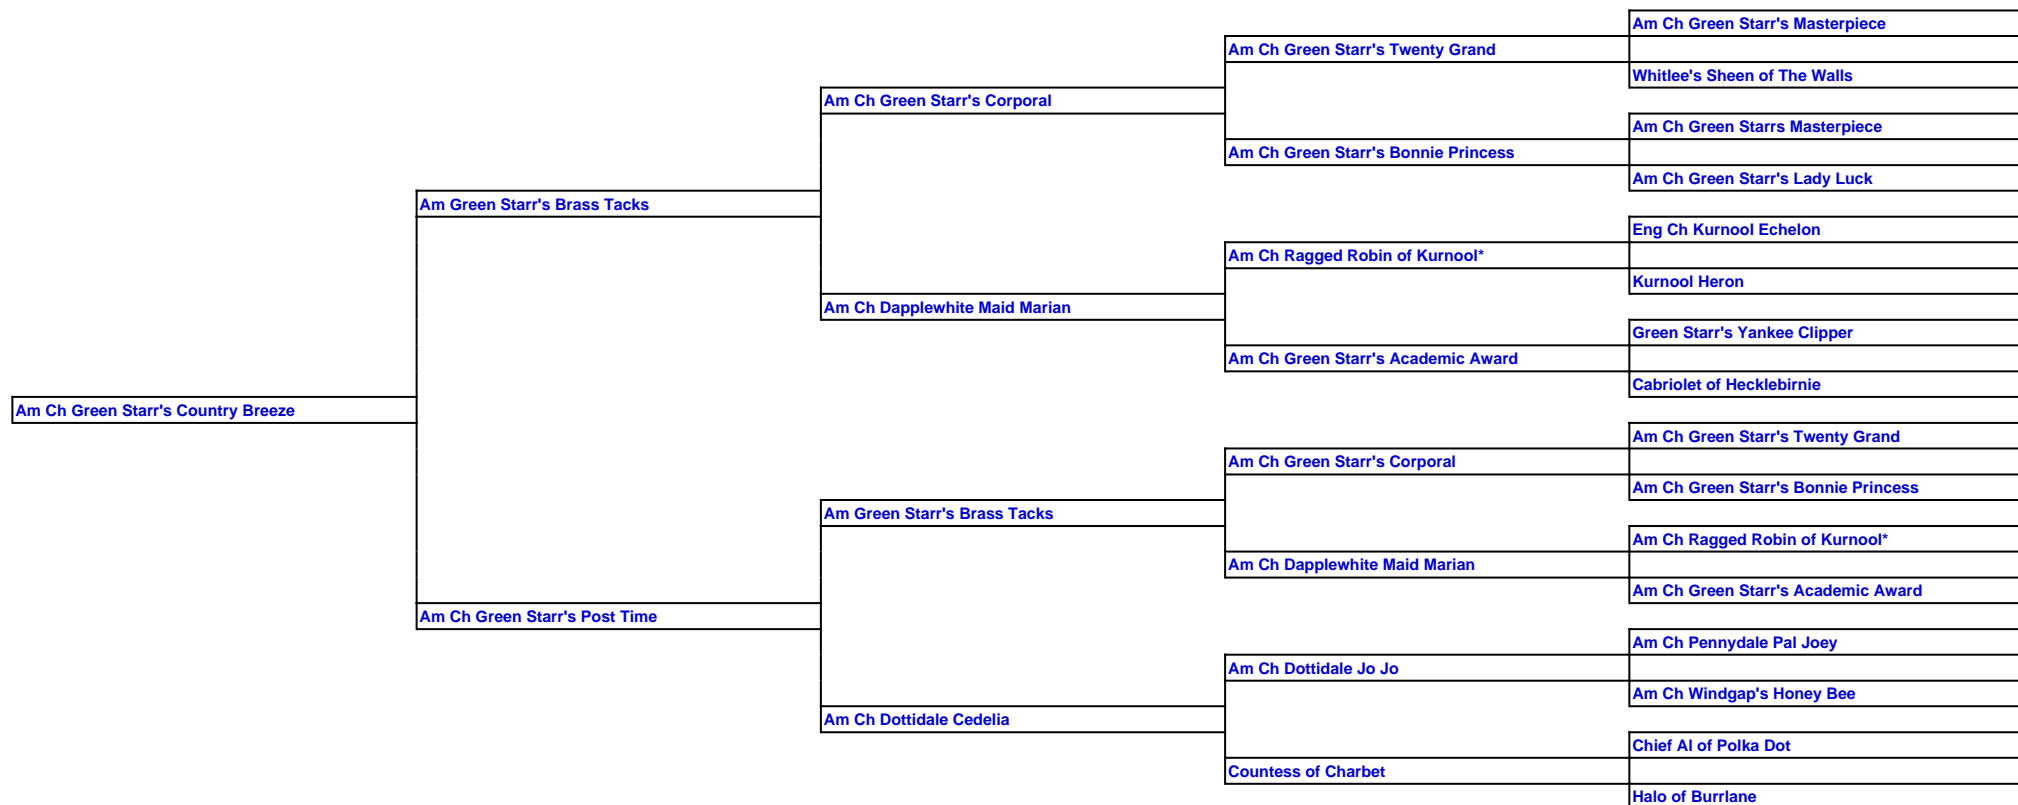 Am Ch Green Starr's Masterpiece
Am Ch Green Starr's Twenty Grand
Whitlee's Sheen of The Walls
Am Ch Green Starr's Corporal
Am Ch Green Starrs Masterpiece
Am Ch Green Starr's Bonnie Princess
Am Ch Green Starr's Lady Luck
Am Green Starr's Brass Tacks
Eng Ch Kurnool Echelon
Am Ch Ragged Robin of Kurnool*
Kurnool Heron
Am Ch Dapplewhite Maid Marian
Green Starr's Yankee Clipper
Am Ch Green Starr's Academic Award
Cabriolet of Hecklebirnie
Am Ch Green Starr's Country Breeze
Am Ch Green Starr's Twenty Grand
Am Ch Green Starr's Corporal
Am Ch Green Starr's Bonnie Princess
Am Green Starr's Brass Tacks
Am Ch Ragged Robin of Kurnool*
Am Ch Dapplewhite Maid Marian
Am Ch Green Starr's Academic Award
Am Ch Green Starr's Post Time
Am Ch Pennydale Pal Joey
Am Ch Dottidale Jo Jo
Am Ch Windgap's Honey Bee
Am Ch Dottidale Cedelia
Chief Al of Polka Dot
Countess of Charbet
Halo of Burrlane